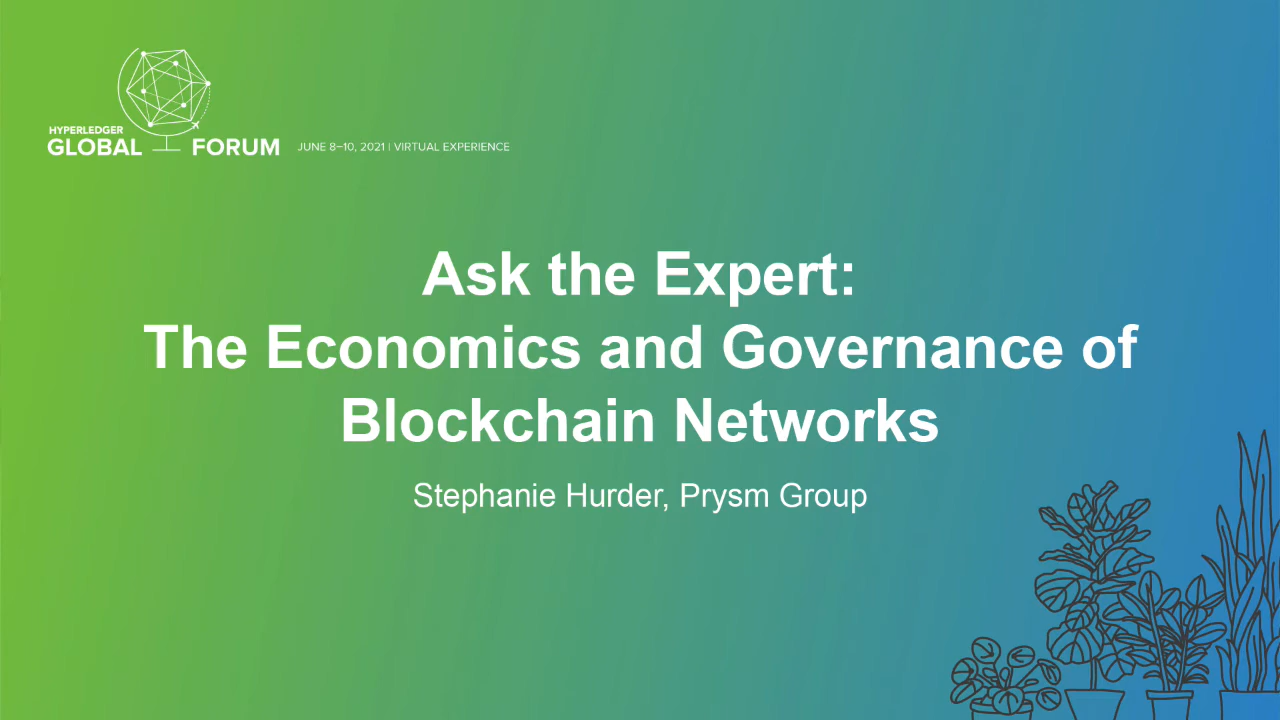 HYPERLEDGER
GLOBAL FORUM JUNE 8–10, 2021 | VIRTUAL EXPERIENCE
Ask the Expert:
The Economics and Governance of
Blockchain Networks
Stephanie Hurder, Prysm Group